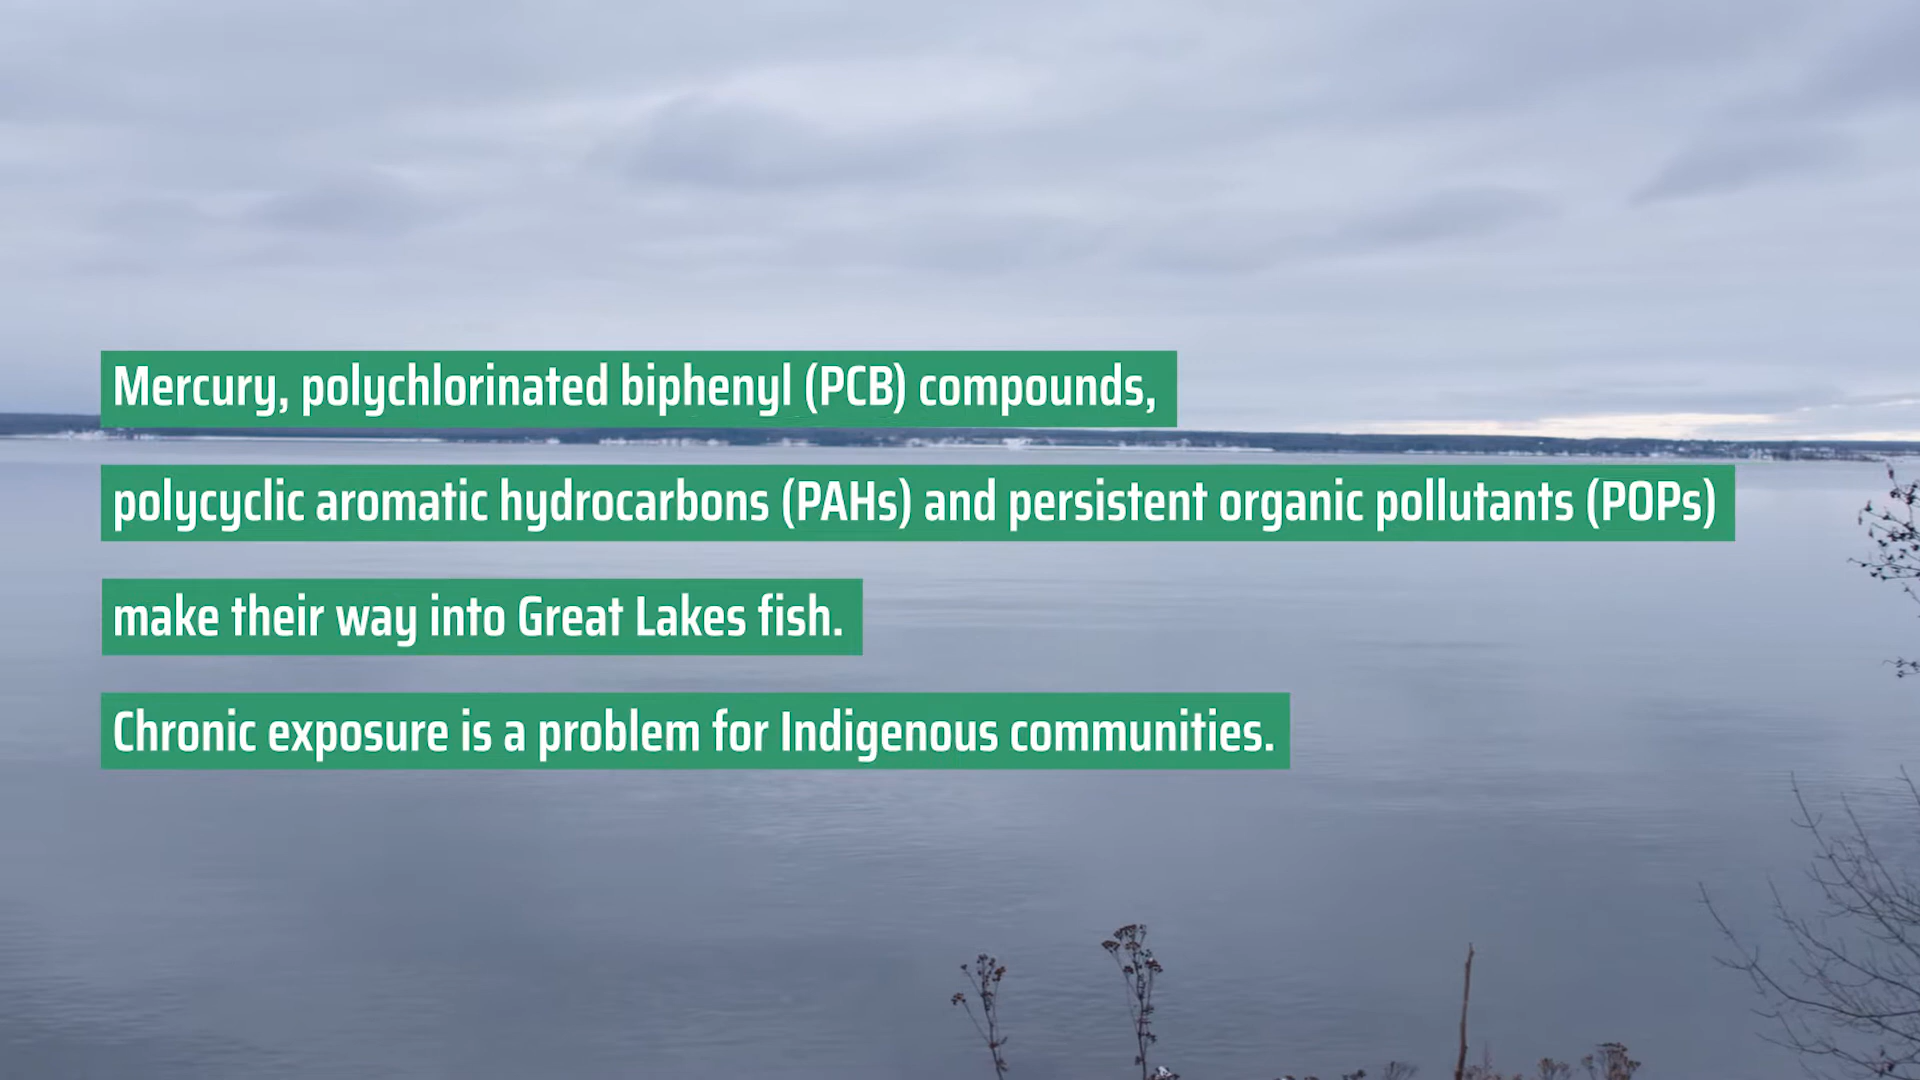 Mercury, polychlorinated biphenyl (PCB) compounds,
polycyclic aromatic hydrocarbons (PAHs) and persistent organic pollutants (POPs)
make their way into Great Lakes fish.
Chronic exposure is a problem for Indigenous communities.